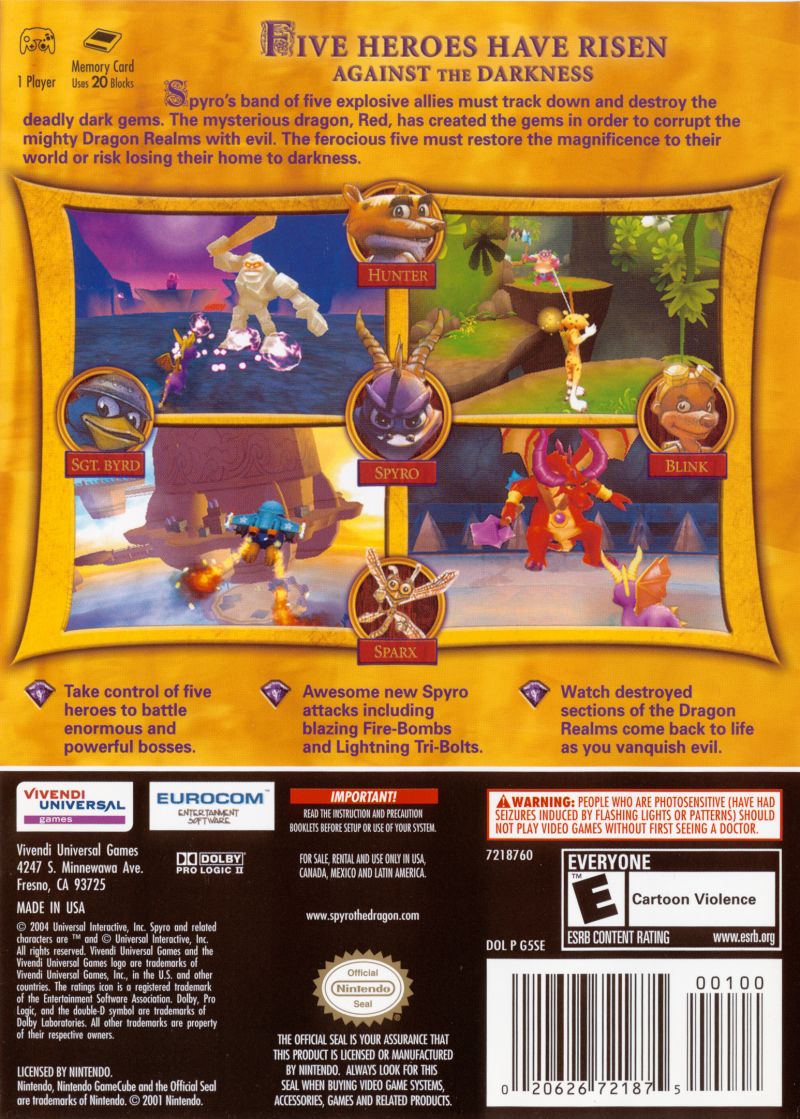 FIVE HEROES HAVE RISEN
AGAINST THE DARKNESS
1 Player
Memory Card
Uses 20 Blocks
Spyro's band of five explosive allies must track down and destroy the
deadly dark gems. The mysterious dragon, Red, has created the gems in order to corrupt the
mighty Dragon Realms with evil. The ferocious five must restore the magnificence to their
world or risk losing their home to darkness.
HUNTER
SGT. BYRD
SPYRO
BLINK
SPARX
Take control of five
heroes to battle
enormous and
powerful bosses.
Awesome new Spyro
attacks including
blazing Fire-Bombs
and Lightning Tri-Bolts.
Watch destroyed
sections of the Dragon
Realms come back to life
as you vanquish evil.
VIVENDI
UNIVERSAL
games
EUROCOM™
ENTERTAINMENT
SOFTWARE
Vivendi Universal Games
4247 S. Minnewawa Ave.
Fresno, CA 93725
DOLBY
PRO LOGIC II
MADE IN USA
© 2004 Universal Interactive, Inc. Spyro and related
characters are ™ and © Universal Interactive, Inc.
All rights reserved. Vivendi Universal Games and the
Vivendi Universal Games logo are trademarks of
Vivendi Universal Games, Inc., in the U.S. and other
countries. The ratings icon is a registered trademark
of the Entertainment Software Association. Dolby, Pro
Logic, and the double-D symbol are trademarks of
Dolby Laboratories. All other trademarks are property
of their respective owners.
LICENSED BY NINTENDO.
Nintendo, Nintendo GameCube and the Official Seal
are trademarks of Nintendo. © 2001 Nintendo.
IMPORTANT!
READ THE INSTRUCTION AND PRECAUTION
BOOKLETS BEFORE SETUP OR USE OF YOUR SYSTEM.
FOR SALE, RENTAL AND USE ONLY IN USA,
CANADA, MEXICO AND LATIN AMERICA.
www.spyrothedragon.com
Official
Nintendo
Seal
THE OFFICIAL SEAL IS YOUR ASSURANCE THAT
THIS PRODUCT IS LICENSED OR MANUFACTURED
BY NINTENDO. ALWAYS LOOK FOR THIS
SEAL WHEN BUYING VIDEO GAME SYSTEMS,
ACCESSORIES, GAMES AND RELATED PRODUCTS.
WARNING: PEOPLE WHO ARE PHOTOSENSITIVE (HAVE HAD
SEIZURES INDUCED BY FLASHING LIGHTS OR PATTERNS) SHOULD
NOT PLAY VIDEO GAMES WITHOUT FIRST SEEING A DOCTOR.
7218760
EVERYONE
™
E
Cartoon Violence
ESRB CONTENT RATING www.esrb.org
DOL P G5SE
00100
0 20626 72187 5